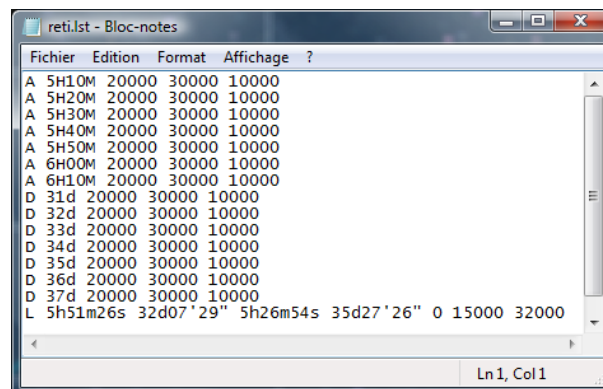 reti.lst - Bloc-notes
Fichier Edition Format Affichage ?
A 5H10M 20000 30000 10000
A 5H20M 20000 30000 10000
A 5H30M 20000 30000 10000
A 5H40M 20000 30000 10000
A 5H50M 20000 30000 10000
A 6H00M 20000 30000 10000
A 6H10M 20000 30000 10000
D 31d 20000 30000 10000
D 32d 20000 30000 10000
D 33d 20000 30000 10000
D 34d 20000 30000 10000
D 35d 20000 30000 10000
D 36d 20000 30000 10000
D 37d 20000 30000 10000
L 5h51m26s 32d07'29" 5h26m54s 35d27'26" 0 15000 32000
Ln 1, Col 1